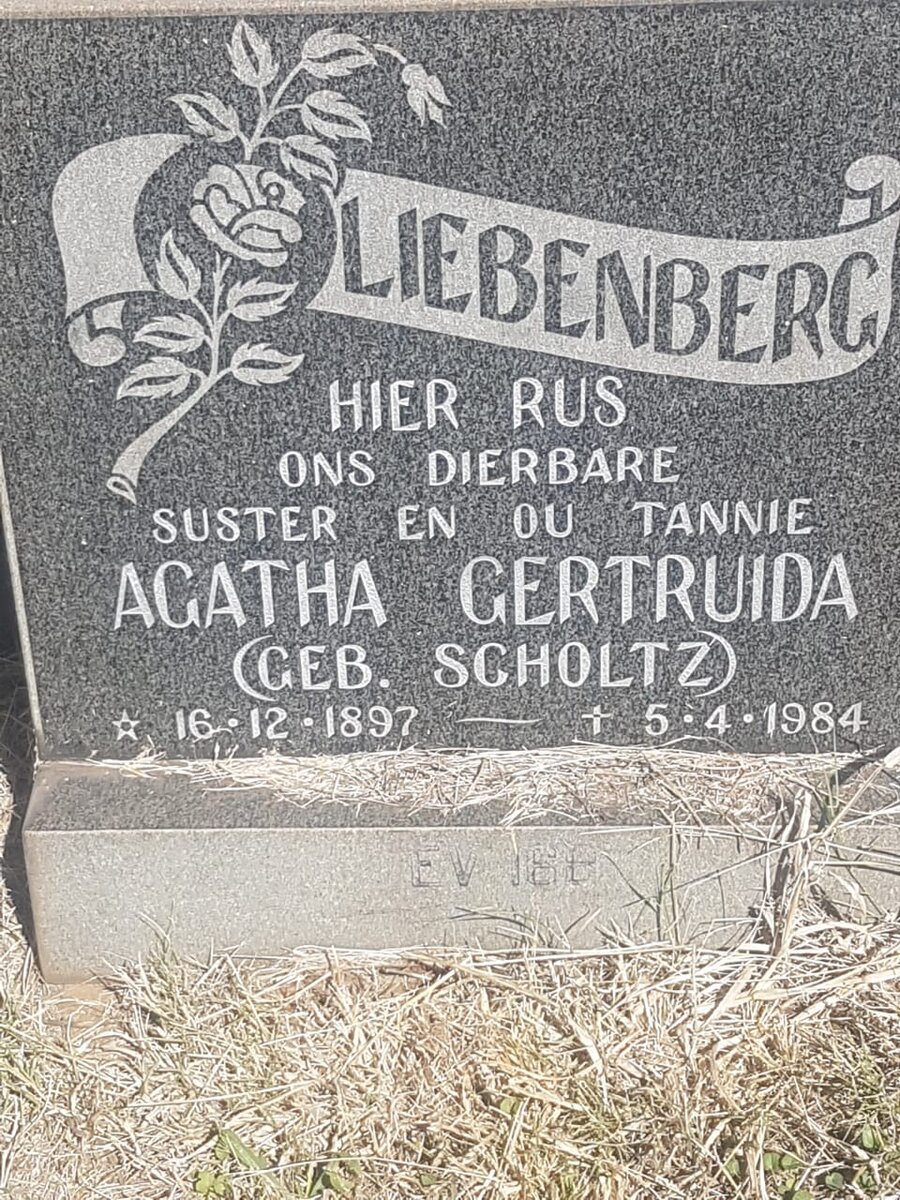 LIEBENBERG
HIER RUS
ONS DIERBARE
SUSTER EN OU TANNIE
AGATHA GERTRUIDA
(GEB. SCHOLTZ)
☆ 16·12·1897 — † 5·4·1984
EV